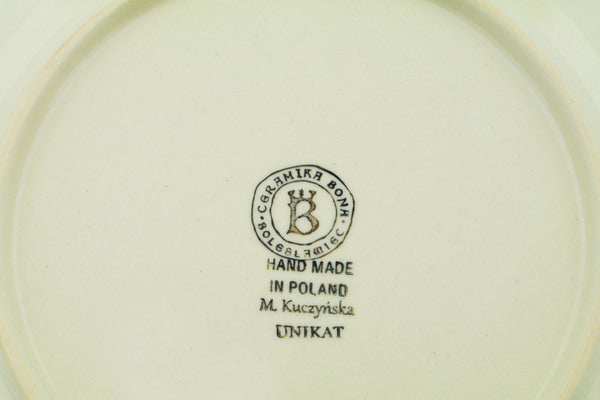 CERAMIKA BONA
B
BOLESŁAWIEC
HAND MADE
IN POLAND
M. Kuczyńska
UNIKAT